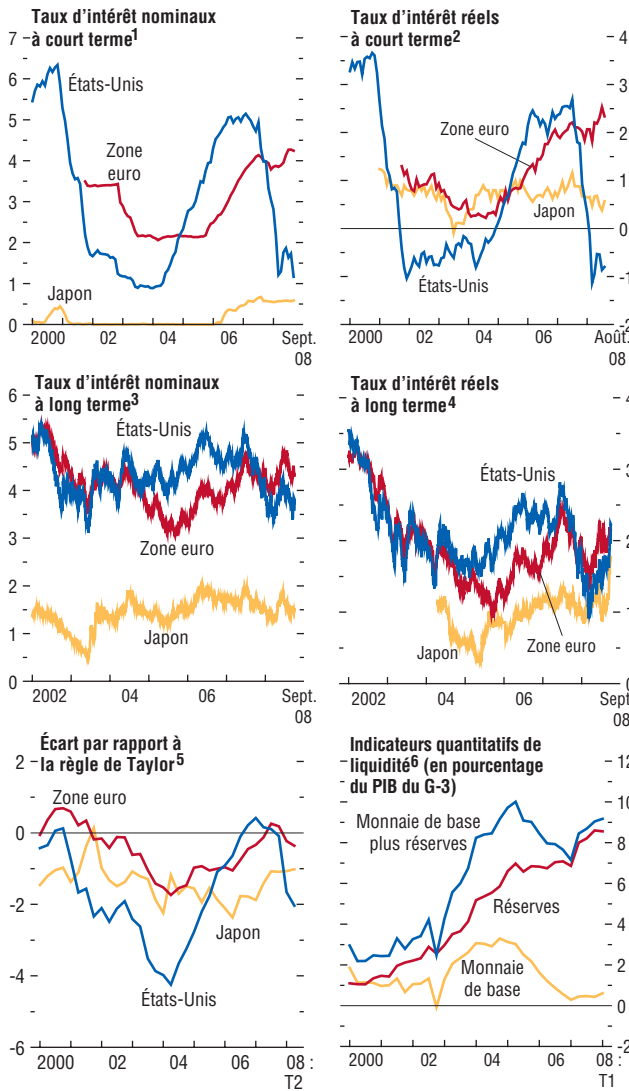 Taux d'intérêt nominaux
à court terme1
7
6
5
4
3
2
1
0
États-Unis
Zone
euro
Japon
2000 02 04 06 Sept.
08
Taux d'intérêt réels
à court terme2
4
3
2
1
0
-1
-2
Zone euro
Japon
États-Unis
2000 02 04 06 Août.
08
Taux d'intérêt nominaux
à long terme3
6
5
4
3
2
1
0
États-Unis
Zone euro
Japon
2002 04 06 Sept.
08
Taux d'intérêt réels
à long terme4
États-Unis
Japon
Zone euro
2002 04 06 Sept
08
Écart par rapport à
la règle de Taylor5
2
0
-2
-4
-6
Zone euro
Japon
États-Unis
2000 02 04 06 08 :
T2
Indicateurs quantitatifs de
liquidité6 (en pourcentage
du PIB du G-3)
12
10
8
6
4
2
0
-2
Monnaie de base
plus réserves
Réserves
Monnaie
de base
2000 02 04 06 08 :
T1